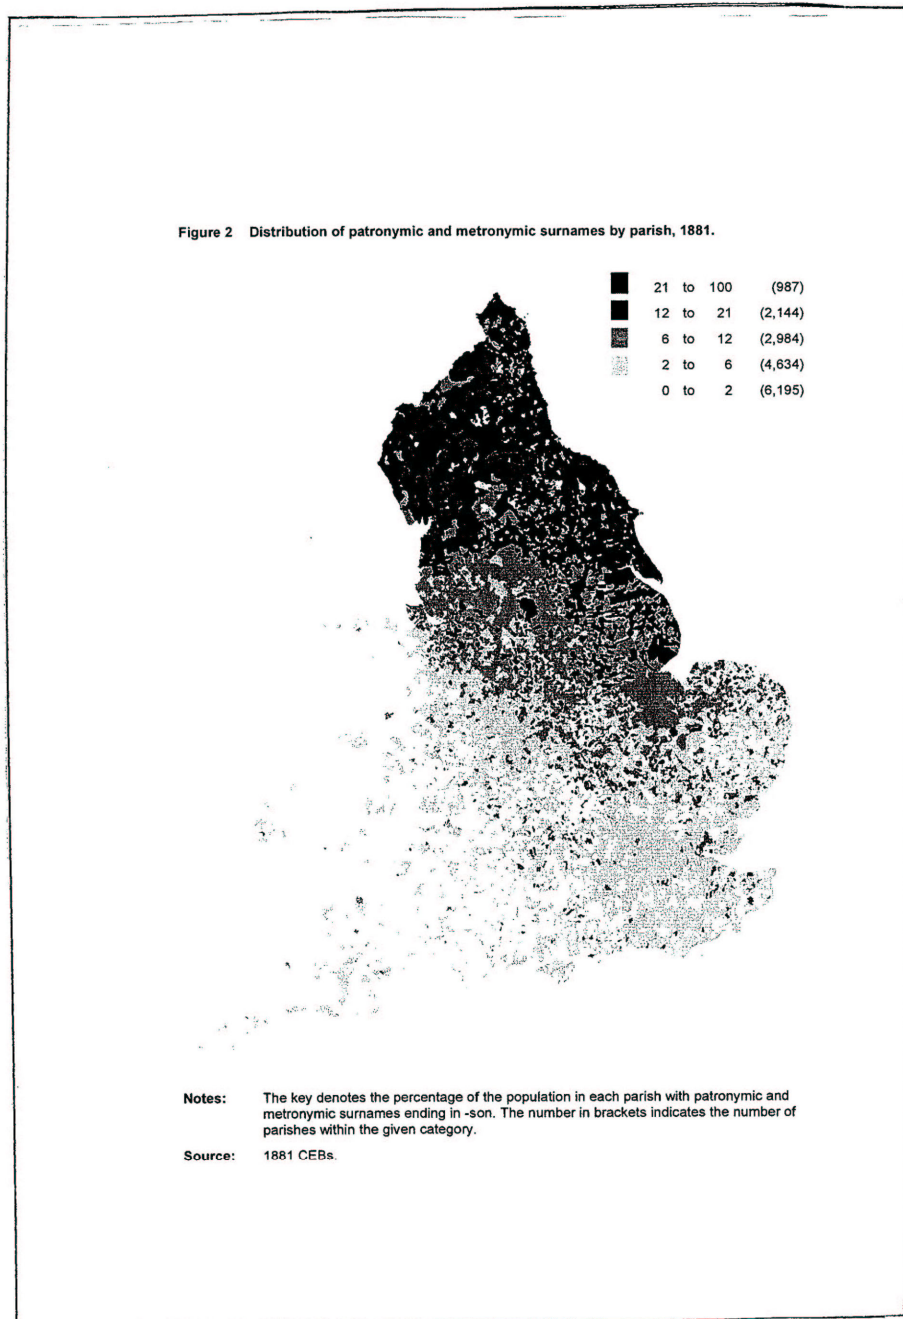 Figure 2 Distribution of patronymic and metronymic surnames by parish, 1881.
21 to 100 (987)
12 to 21 (2,144)
6 to 12 (2,984)
2 to 6 (4,634)
0 to 2 (6,195)
Notes: The key denotes the percentage of the population in each parish with patronymic and
metronymic surnames ending in -son. The number in brackets indicates the number of
parishes within the given category.
Source: 1881 CEBs.